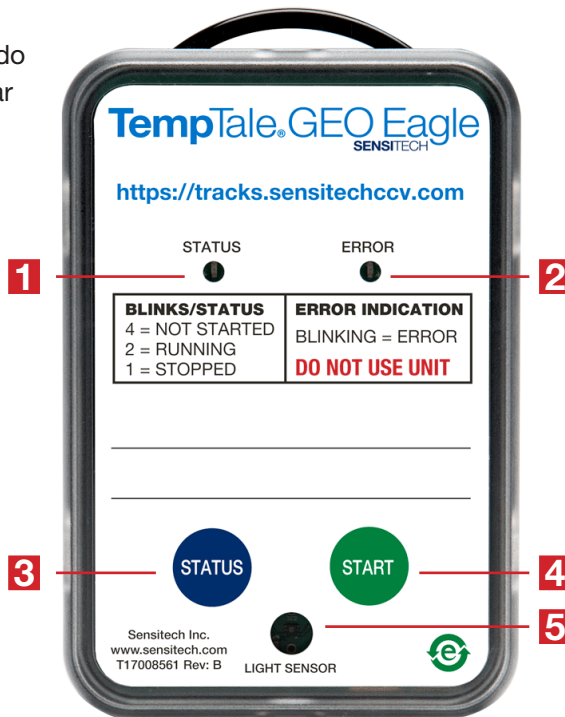 do
ar
TempTale® GEO Eagle
SENSITECH
https://tracks.sensitechccv.com
STATUS
ERROR
1
2
BLINKS/STATUS
4 = NOT STARTED
2 = RUNNING
1 = STOPPED
ERROR INDICATION
BLINKING = ERROR
DO NOT USE UNIT
3
STATUS
START
4
5
Sensitech Inc.
www.sensitech.com
T17008561 Rev: B
LIGHT SENSOR
e